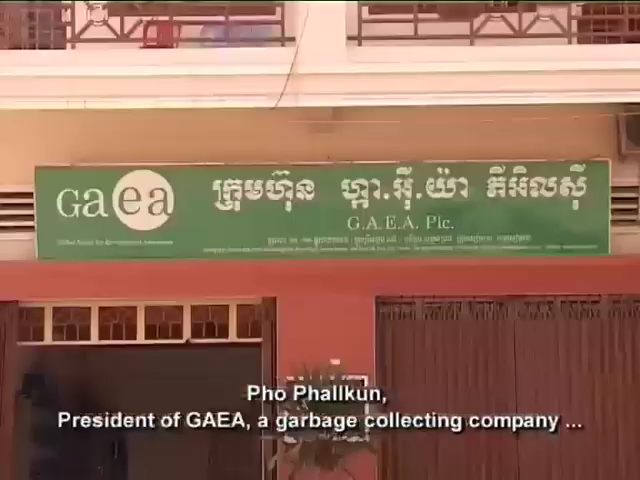 Gaea
ក្រុមហ៊ុន ហ្គា.អ៊ី.យ៉ា ភីអិលស៊ី
G.A.E.A. Plc.
Pho Phallkun,
President of GAEA, a garbage collecting company ...